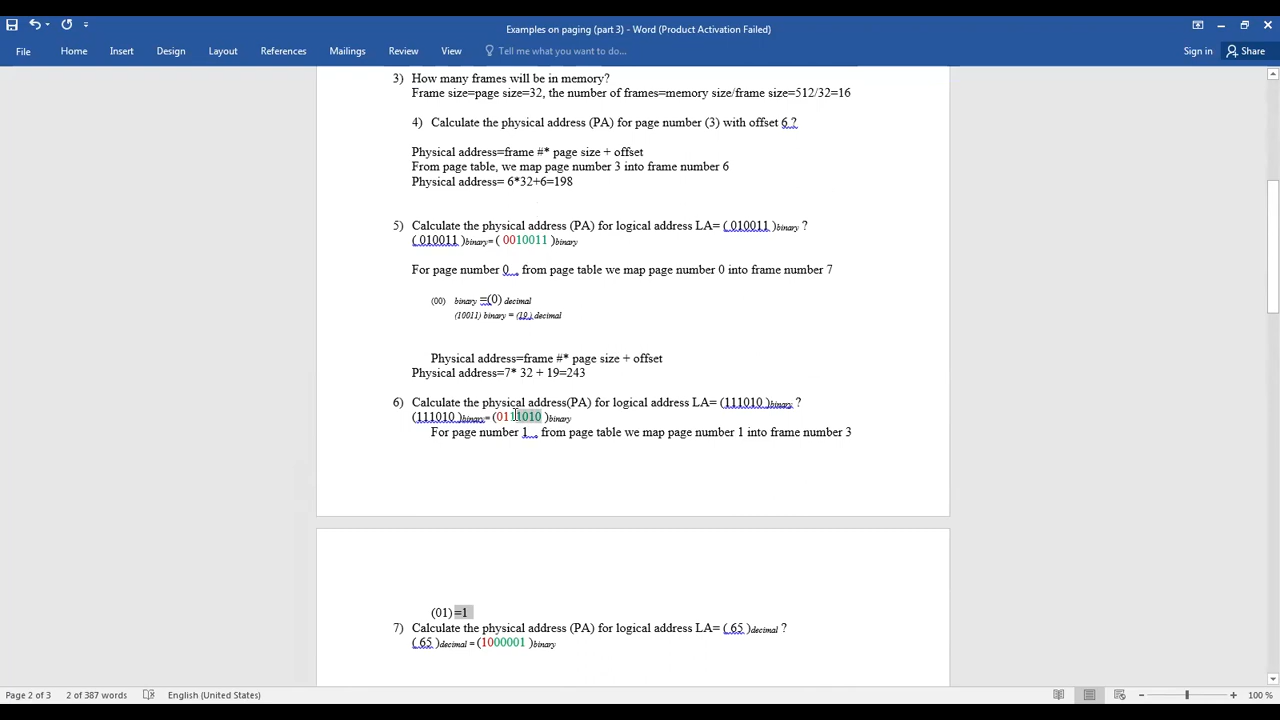 Examples on paging (part 3) - Word (Product Activation Failed)
File Home Insert Design Layout References Mailings Review View Tell me what you want to do... Sign in Share
3) How many frames will be in memory?
Frame size=page size=32, the number of frames=memory size/frame size=512/32=16
4) Calculate the physical address (PA) for page number (3) with offset 6 ?
Physical address=frame #* page size + offset
From page table, we map page number 3 into frame number 6
Physical address= 6*32+6=198
5) Calculate the physical address (PA) for logical address LA= ( 010011 )binary ?
( 010011 )binary= ( 0010011 )binary
For page number 0 , from page table we map page number 0 into frame number 7
(00) binary =(0) decimal
(10011) binary = (19 ) decimal
Physical address=frame #* page size + offset
Physical address=7* 32 + 19=243
6) Calculate the physical address(PA) for logical address LA= (111010 )binary ?
(111010 )binary= (0111010 )binary
For page number 1 , from page table we map page number 1 into frame number 3
(01) =1
7) Calculate the physical address (PA) for logical address LA= ( 65 )decimal ?
( 65 )decimal = (1000001 )binary
Page 2 of 3 2 of 387 words English (United States) 100 %